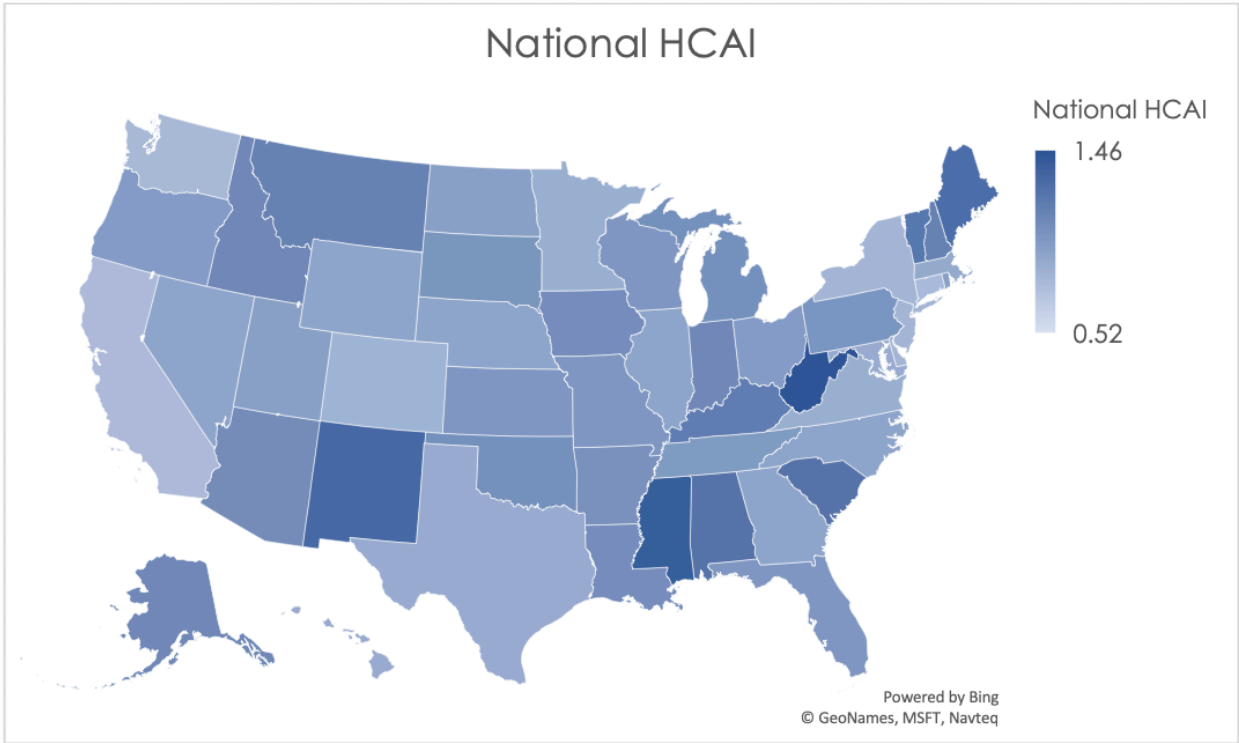 National HCAI
National HCAI
1.46
0.52
Powered by Bing
© GeoNames, MSFT, Navteq